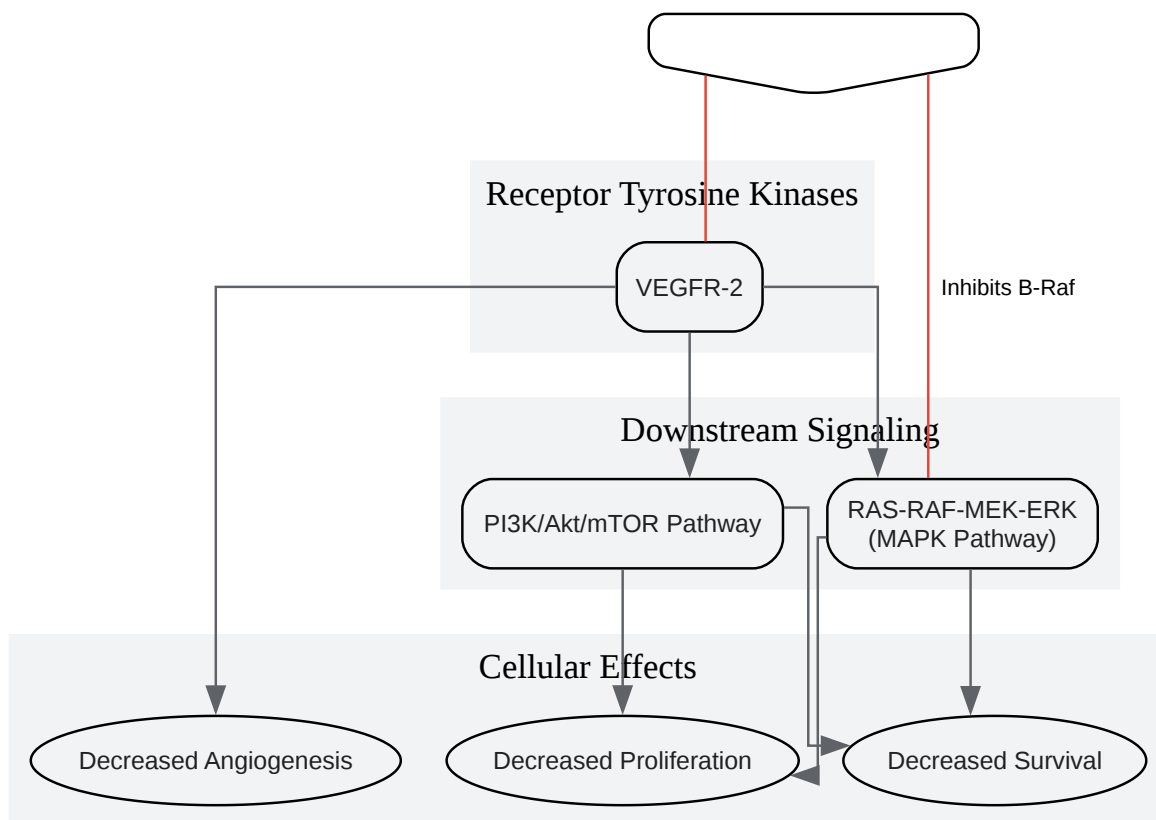 Receptor Tyrosine Kinases
VEGFR-2
Inhibits B-Raf
Downstream Signaling
PI3K/Akt/mTOR Pathway
RAS-RAF-MEK-ERK
(MAPK Pathway)
Cellular Effects
Decreased Angiogenesis
Decreased Proliferation
Decreased Survival